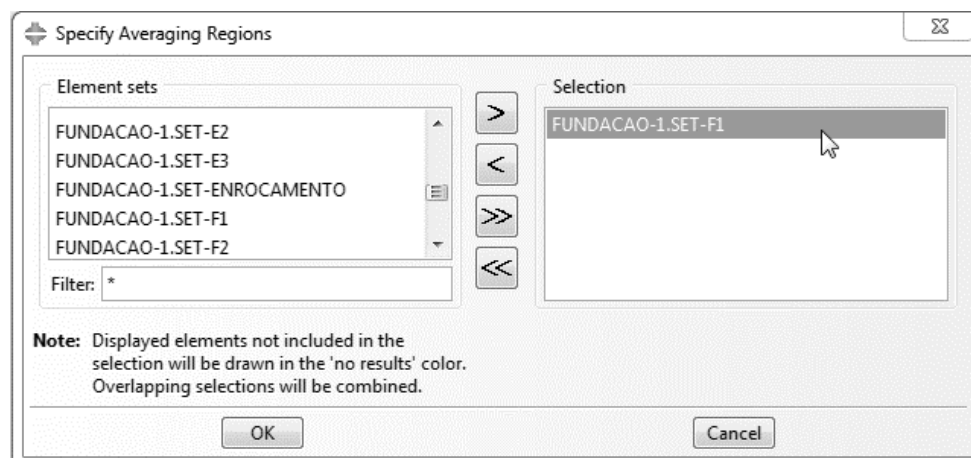 Specify Averaging Regions
Element sets
FUNDACAO-1.SET-E2
FUNDACAO-1.SET-E3
FUNDACAO-1.SET-ENROCAMENTO
FUNDACAO-1.SET-F1
FUNDACAO-1.SET-F2
Filter: *
>
<
>>
<<
Selection
FUNDACAO-1.SET-F1
Note: Displayed elements not included in the
selection will be drawn in the 'no results' color.
Overlapping selections will be combined.
OK
Cancel